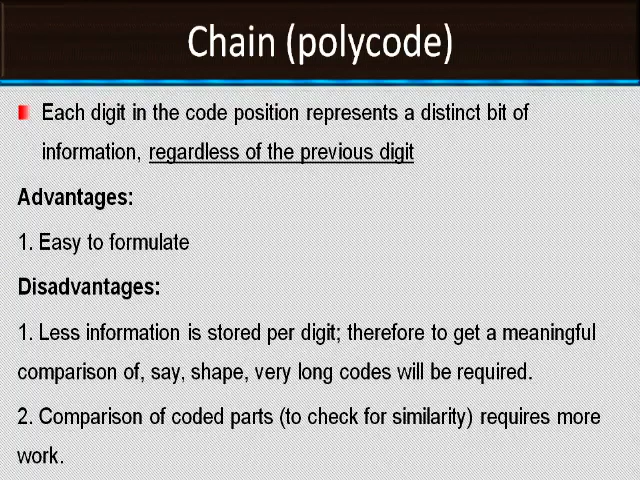 Chain (polycode)
Each digit in the code position represents a distinct bit of
information, regardless of the previous digit
Advantages:
1. Easy to formulate
Disadvantages:
1. Less information is stored per digit; therefore to get a meaningful
comparison of, say, shape, very long codes will be required.
2. Comparison of coded parts (to check for similarity) requires more
work.